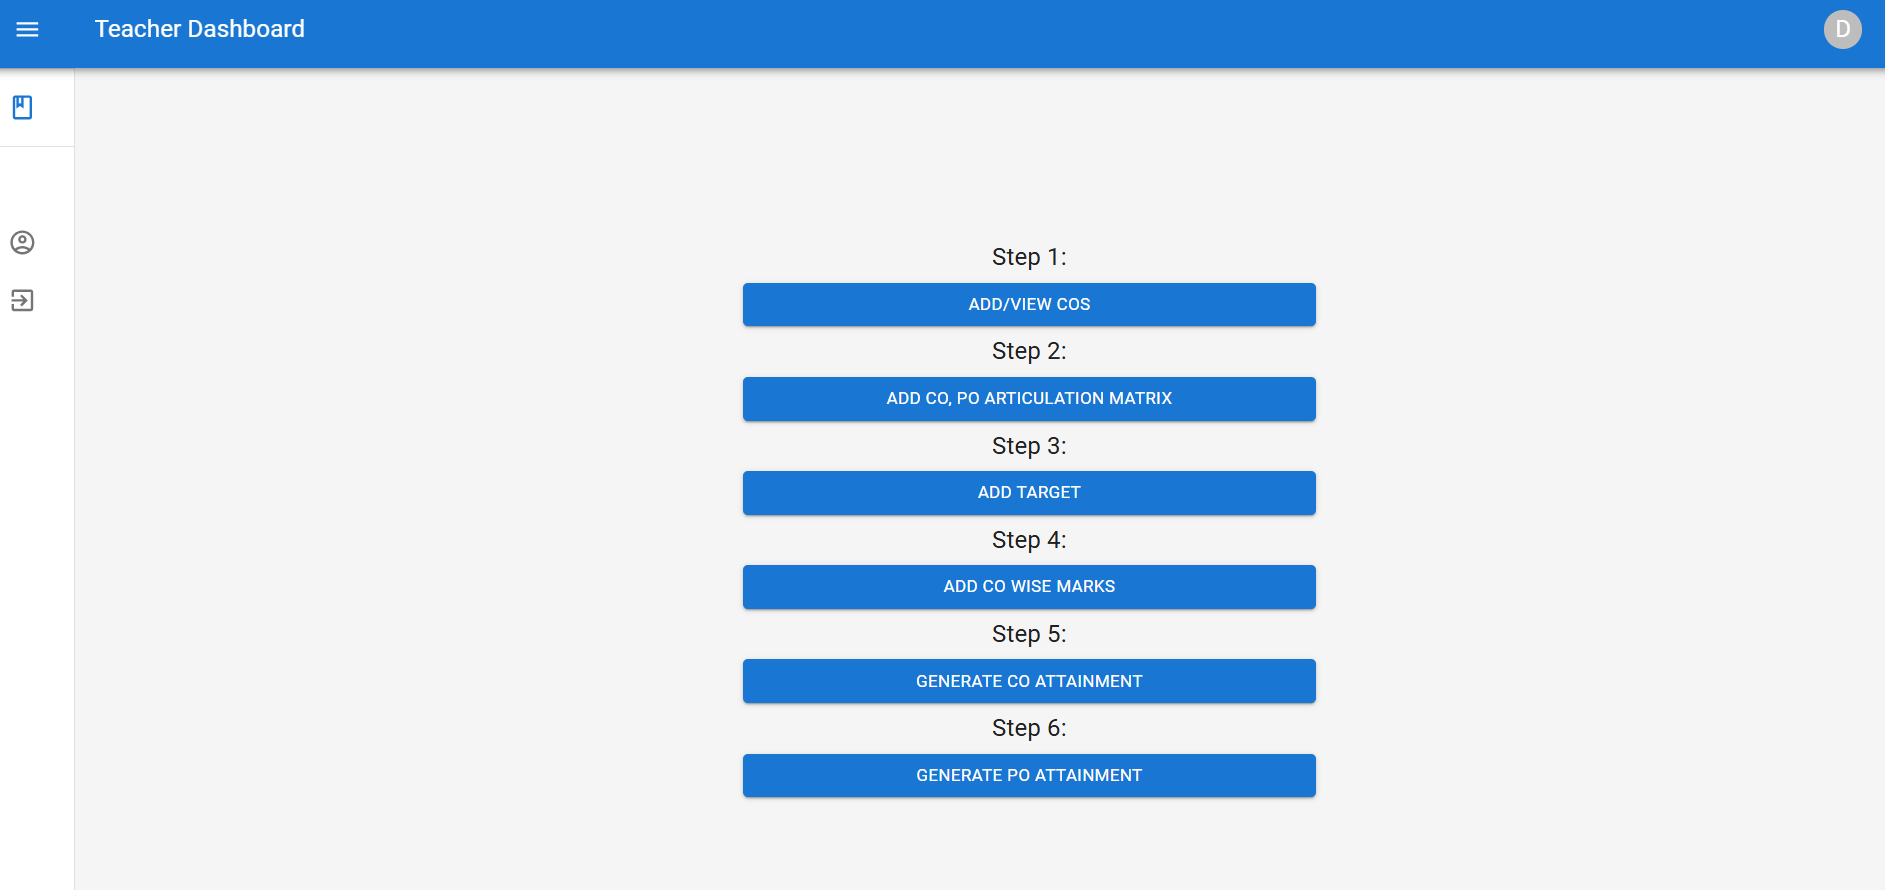 Teacher Dashboard
D
Step 1:
ADD/VIEW COS
Step 2:
ADD CO, PO ARTICULATION MATRIX
Step 3:
ADD TARGET
Step 4:
ADD CO WISE MARKS
Step 5:
GENERATE CO ATTAINMENT
Step 6:
GENERATE PO ATTAINMENT